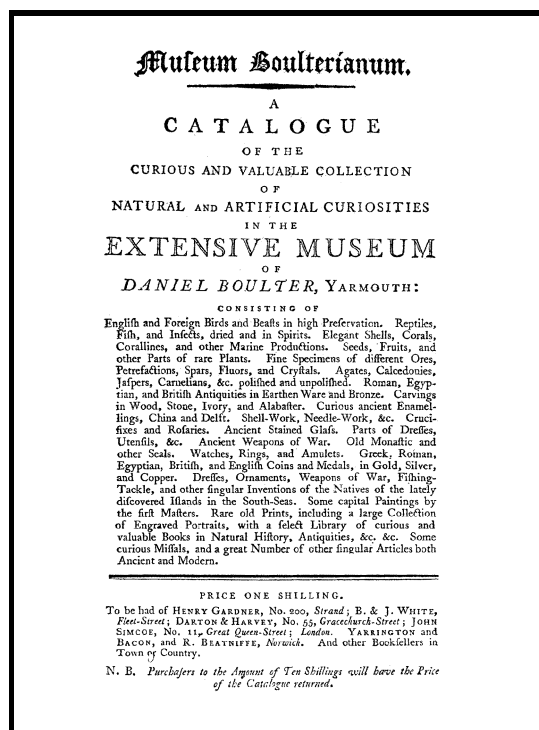 Muſeum Boulterianum.
A
CATALOGUE
OF THE
CURIOUS AND VALUABLE COLLECTION
OF
NATURAL AND ARTIFICIAL CURIOSITIES
IN THE
EXTENSIVE MUSEUM
OF
DANIEL BOULTER, YARMOUTH:
CONSISTING OF
Engliſh and Foreign Birds and Beaſts in high Preſervation. Reptiles,
Fiſh, and Inſects, dried and in Spirits. Elegant Shells, Corals,
Corallines, and other Marine Productions. Seeds, Fruits, and
other Parts of rare Plants. Fine Specimens of different Ores,
Petrefactions, Spars, Fluors, and Cryſtals. Agates, Calcedonies,
Jaſpers, Carnelians, &c. poliſhed and unpoliſhed. Roman, Egyp-
tian, and Britiſh Antiquities in Earthen Ware and Bronze. Carvings
in Wood, Stone, Ivory, and Alabaſter. Curious ancient Enamel-
lings, China and Delft. Shell-Work, Needle-Work, &c. Cruci-
fixes and Roſaries. Ancient Stained Glaſs. Parts of Dreſſes,
Utenſils, &c. Ancient Weapons of War. Old Monaſtic and
other Seals. Watches, Rings, and Amulets. Greek, Roman,
Egyptian, Britiſh, and Engliſh Coins and Medals, in Gold, Silver,
and Copper. Dreſſes, Ornaments, Weapons of War, Fiſhing-
Tackle, and other ſingular Inventions of the Natives of the lately
diſcovered Iſlands in the South-Seas. Some capital Paintings by
the firſt Maſters. Rare old Prints, including a large Collection
of Engraved Portraits, with a ſelect Library of curious and
valuable Books in Natural Hiſtory, Antiquities, &c. &c. Some
curious Miſſals, and a great Number of other ſingular Articles both
Ancient and Modern.
PRICE ONE SHILLING.
To be had of HENRY GARDNER, No. 200, Strand; B. & J. WHITE,
Fleet-Street; DARTON & HARVEY, No. 55, Gracechurch-Street; JOHN
SIMCOE, No. 11, Great Queen-Street; London. YARRINGTON and
BACON, and R. BEATNIFFE, Norwich. And other Bookſellers in
Town or Country.
N. B. Purchaſers to the Amount of Ten Shillings will have the Price
of the Catalogue returned.